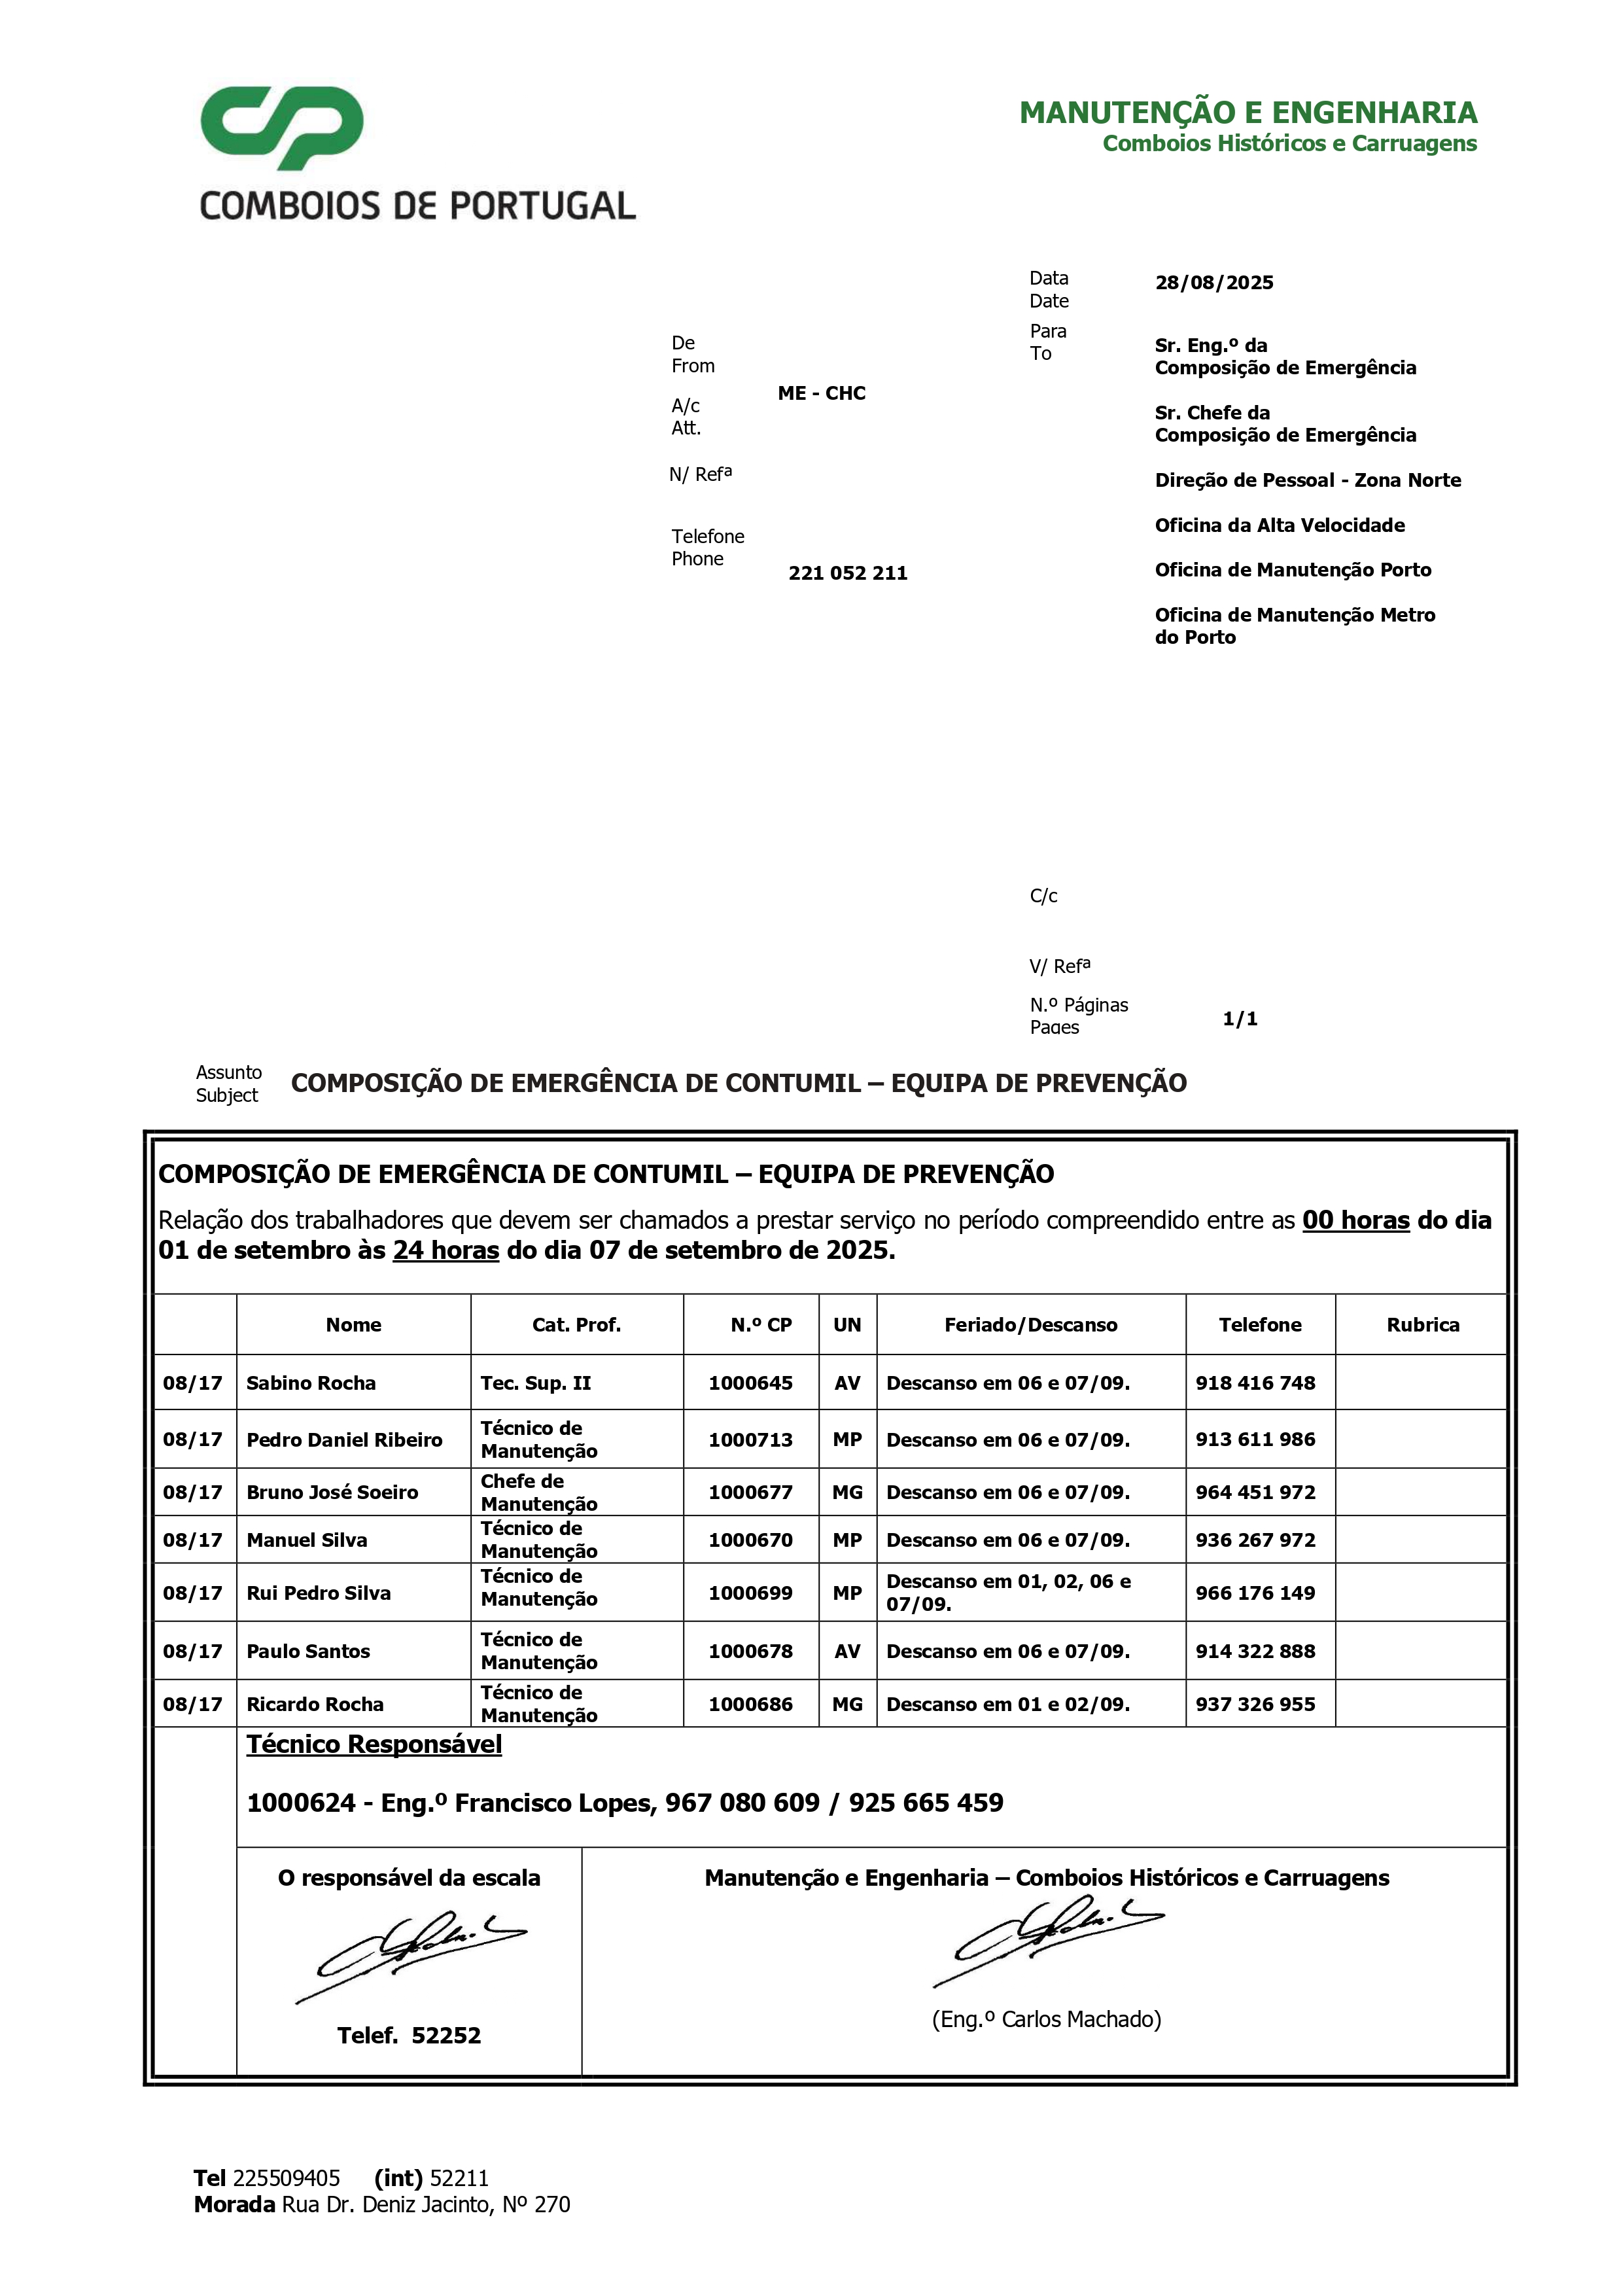 CP
COMBOIOS DE PORTUGAL
MANUTENÇÃO E ENGENHARIA
Comboios Históricos e Carruagens
Data
Date
28/08/2025
De
From
ME - CHC
A/c
Att.
N/ Refª
Telefone
Phone
221 052 211
Para
To
Sr. Eng.º da
Composição de Emergência
Sr. Chefe da
Composição de Emergência
Direção de Pessoal - Zona Norte
Oficina da Alta Velocidade
Oficina de Manutenção Porto
Oficina de Manutenção Metro
do Porto
C/c
V/ Refª
N.º Páginas
Pages
1/1
Assunto
Subject
COMPOSIÇÃO DE EMERGÊNCIA DE CONTUMIL – EQUIPA DE PREVENÇÃO
COMPOSIÇÃO DE EMERGÊNCIA DE CONTUMIL – EQUIPA DE PREVENÇÃO
Relação dos trabalhadores que devem ser chamados a prestar serviço no período compreendido entre as 00 horas do dia
01 de setembro às 24 horas do dia 07 de setembro de 2025.
Nome Cat. Prof. N.º CP UN Feriado/Descanso Telefone Rubrica
08/17 Sabino Rocha Tec. Sup. II 1000645 AV Descanso em 06 e 07/09. 918 416 748
08/17 Pedro Daniel Ribeiro Técnico de Manutenção 1000713 MP Descanso em 06 e 07/09. 913 611 986
08/17 Bruno José Soeiro Chefe de Manutenção 1000677 MG Descanso em 06 e 07/09. 964 451 972
08/17 Manuel Silva Técnico de Manutenção 1000670 MP Descanso em 06 e 07/09. 936 267 972
08/17 Rui Pedro Silva Técnico de Manutenção 1000699 MP Descanso em 01, 02, 06 e 07/09. 966 176 149
08/17 Paulo Santos Técnico de Manutenção 1000678 AV Descanso em 06 e 07/09. 914 322 888
08/17 Ricardo Rocha Técnico de Manutenção 1000686 MG Descanso em 01 e 02/09. 937 326 955
Técnico Responsável
1000624 - Eng.º Francisco Lopes, 967 080 609 / 925 665 459
O responsável da escala
Telef. 52252
Manutenção e Engenharia – Comboios Históricos e Carruagens
(Eng.º Carlos Machado)
Tel 225509405 (int) 52211
Morada Rua Dr. Deniz Jacinto, Nº 270